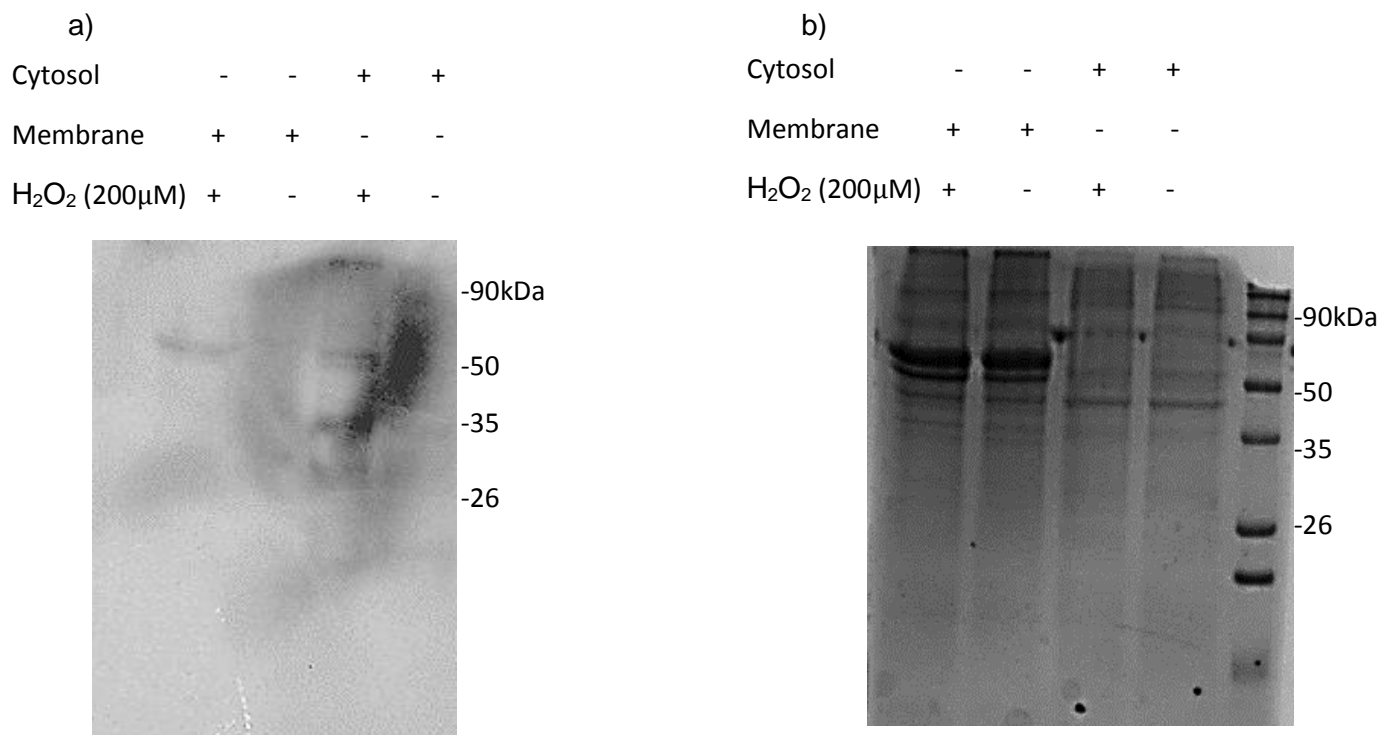 a)
Cytosol - - + +
Membrane + + - -
H₂O₂ (200µM) + - + -
-90kDa
-50
-35
-26
b)
Cytosol - - + +
Membrane + + - -
H₂O₂ (200µM) + - + -
-90kDa
-50
-35
-26